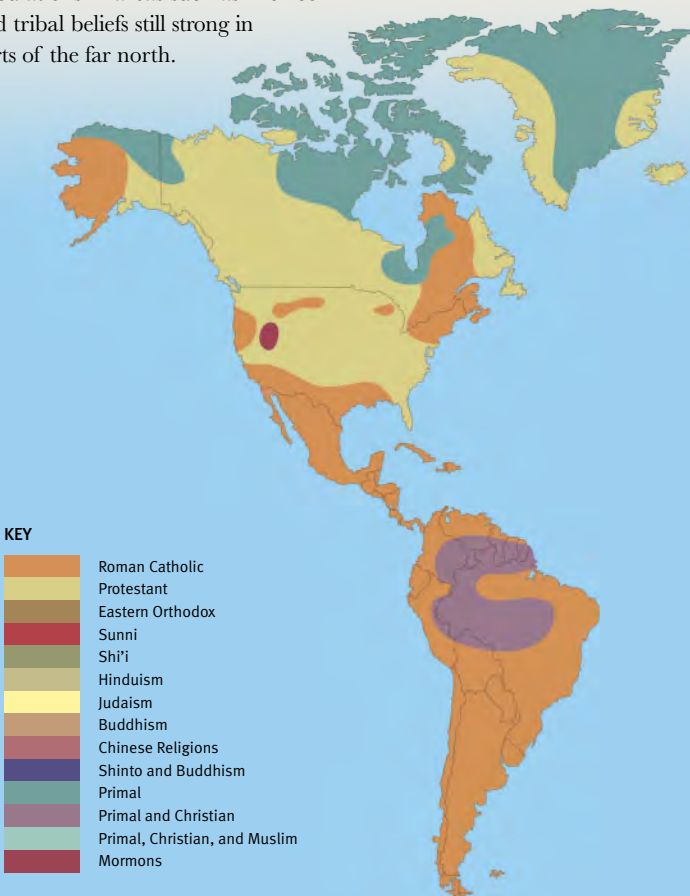 d tribal beliefs still strong in
rts of the far north.
KEY
Roman Catholic
Protestant
Eastern Orthodox
Sunni
Shi'i
Hinduism
Judaism
Buddhism
Chinese Religions
Shinto and Buddhism
Primal
Primal and Christian
Primal, Christian, and Muslim
Mormons